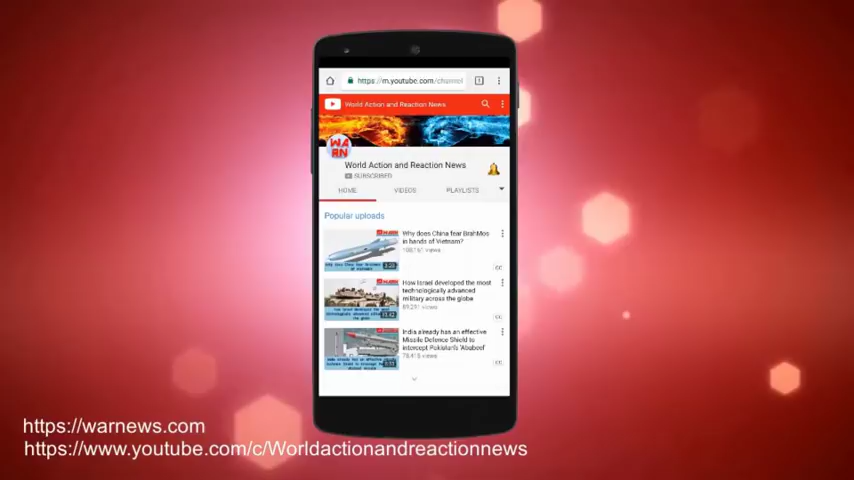 https://m.youtube.com/channel
World Action and Reaction News
WA
RN
World Action and Reaction News
SUBSCRIBED
HOME
VIDEOS
PLAYLISTS
Popular uploads
Why does China fear BrahMos
in hands of Vietnam?
views
How Israel developed the most
technologically advanced
military across the globe
views
India already has an effective
Missile Defence Shield to
intercept Pakistan's 'Ababeel'
views
https://warnews.com
https://www.youtube.com/c/Worldactionandreactionnews